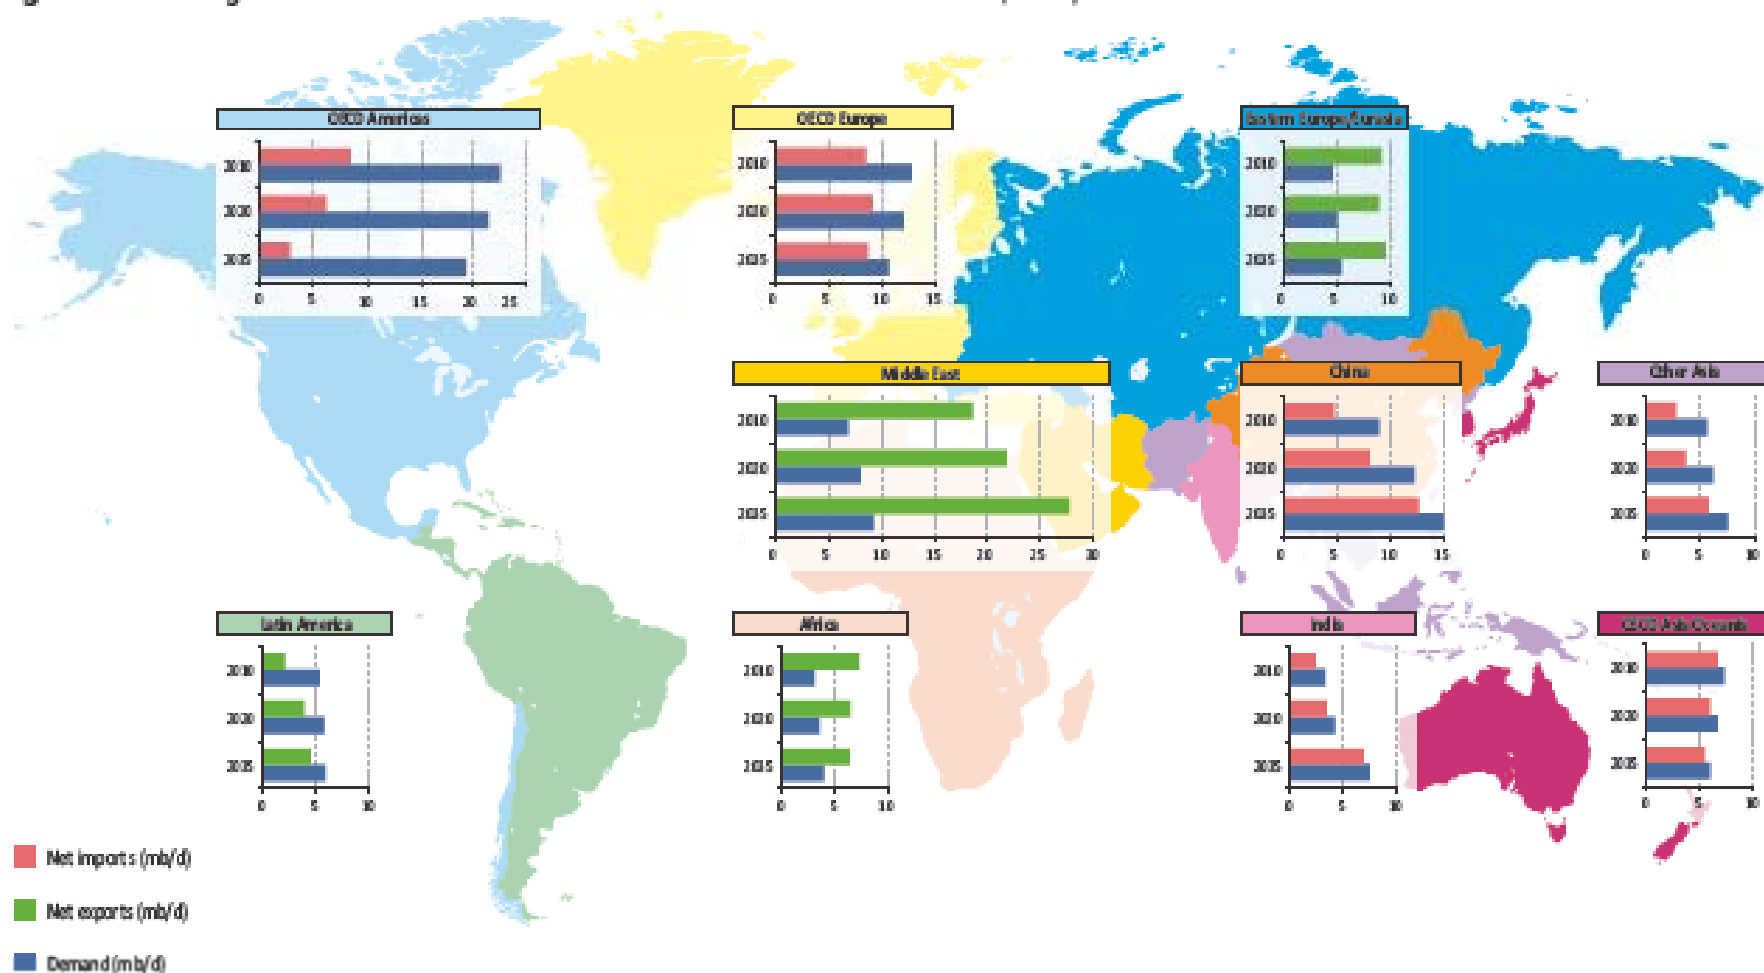 OECD Americas
2010
2020
2035
0 5 10 15 20 25
OECD Europe
2010
2020
2035
0 5 10 15
Eastern Europe/Eurasia
2010
2020
2035
0 5 10
Middle East
2010
2020
2035
0 5 10 15 20 25 30
China
2010
2020
2035
0 5 10 15
Other Asia
2010
2020
2035
0 5 10
Latin America
2010
2020
2035
0 5 10
Africa
2010
2020
2035
0 5 10
India
2010
2020
2035
0 5 10
OECD Asia Oceania
2010
2020
2035
0 5 10
Net imports (mb/d)
Net exports (mb/d)
Demand (mb/d)